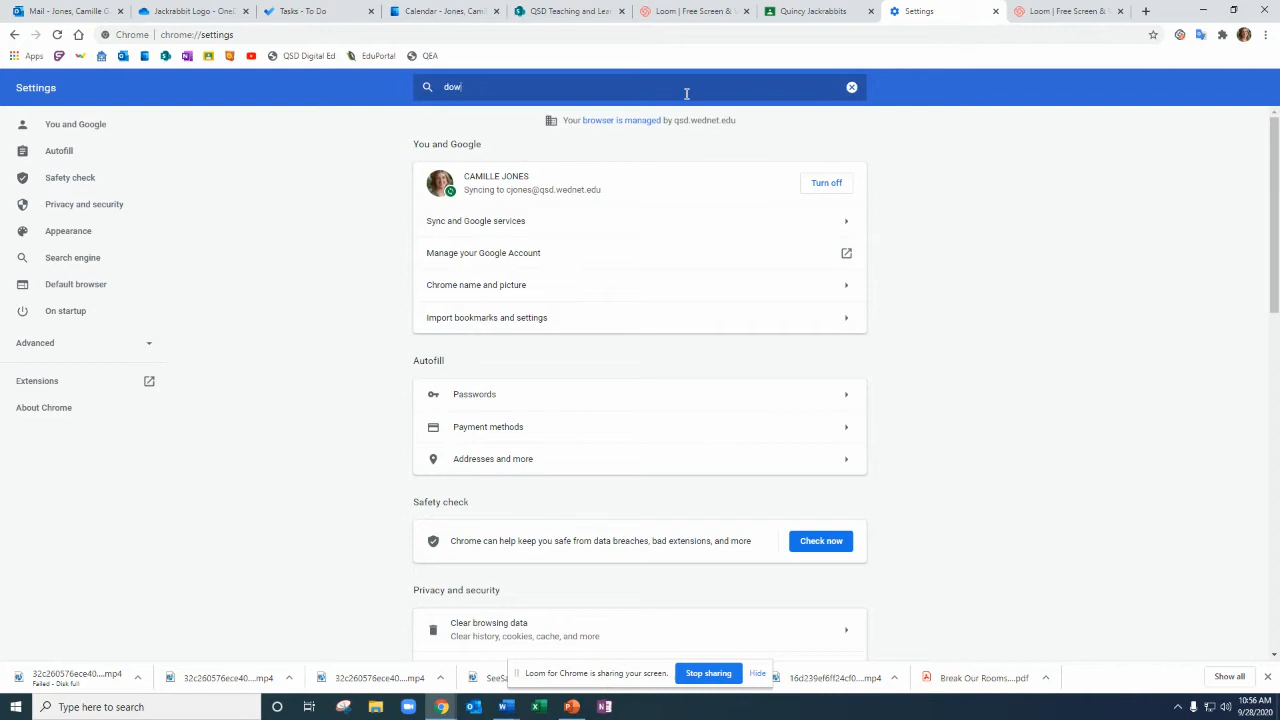 Mail - Jones, Camille C
Jackrabbit Logo - OneD
Tasks - To Do
Calendar - Jones, Camil
QSD Teaching and Lear
Loom | Free Screen & V
Quincy Jackrabbits
Settings
Loom | Free Screen & V
Chrome | chrome://settings
Apps
QSD Digital Ed
EduPortal
QEA
Settings
dow
Your browser is managed by qsd.wednet.edu
You and Google
Autofill
Safety check
Privacy and security
Appearance
Search engine
Default browser
On startup
Advanced
Extensions
About Chrome
You and Google
CAMILLE JONES
Syncing to cjones@qsd.wednet.edu
Turn off
Sync and Google services
Manage your Google Account
Chrome name and picture
Import bookmarks and settings
Autofill
Passwords
Payment methods
Addresses and more
Safety check
Chrome can help keep you safe from data breaches, bad extensions, and more
Check now
Privacy and security
Clear browsing data
Clear history, cookies, cache, and more
32c260576ece40....mp4
Failed - Disk full
32c260576ece40....mp4
32c260576ece40....mp4
SeeSa
Loom for Chrome is sharing your screen.
Stop sharing
Hide
16d239ef6ff24cf0....mp4
Break Our Rooms....pdf
Show all
Type here to search
10:56 AM
9/28/2020